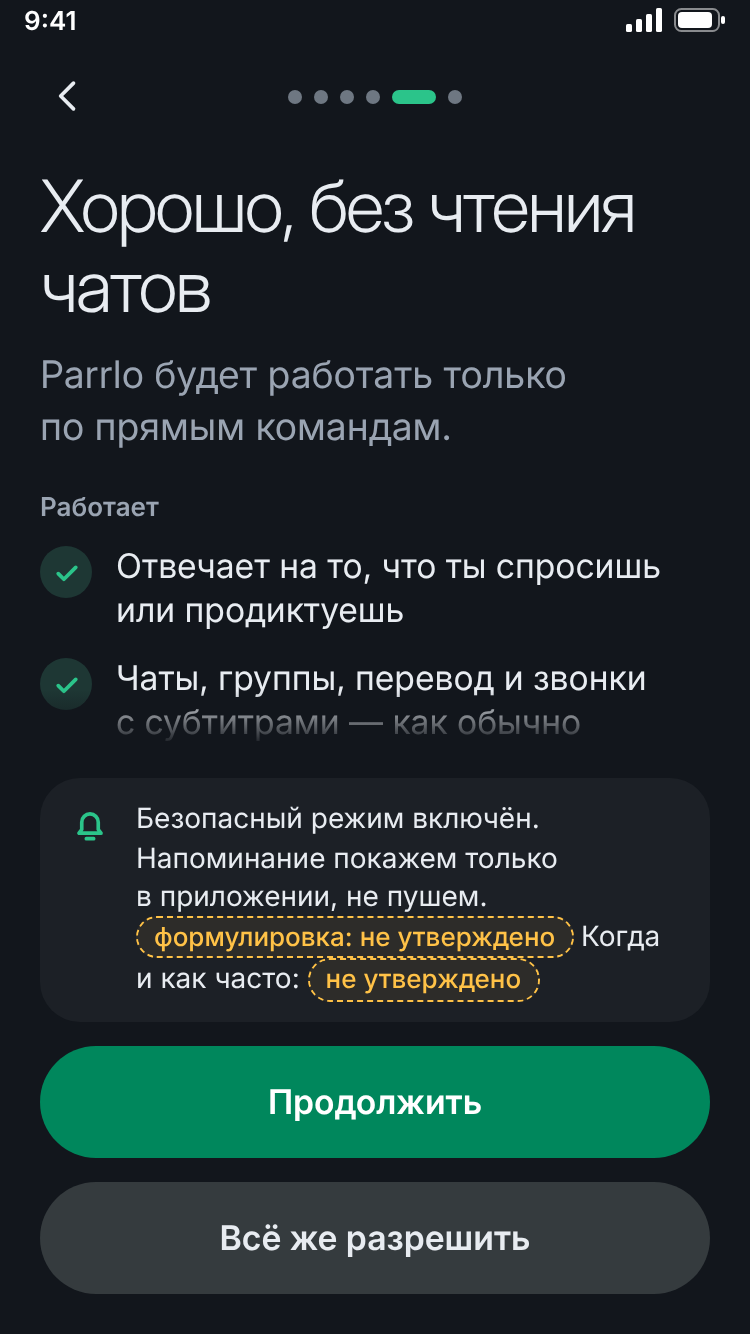 9:41
Хорошо, без чтения
чатов
Parrlo будет работать только
по прямым командам.
Работает
Отвечает на то, что ты спросишь
или продиктуешь
Чаты, группы, перевод и звонки
с субтитрами — как обычно
Безопасный режим включён.
Напоминание покажем только
в приложении, не пушем.
формулировка: не утверждено Когда
и как часто: не утверждено
Продолжить
Всё же разрешить